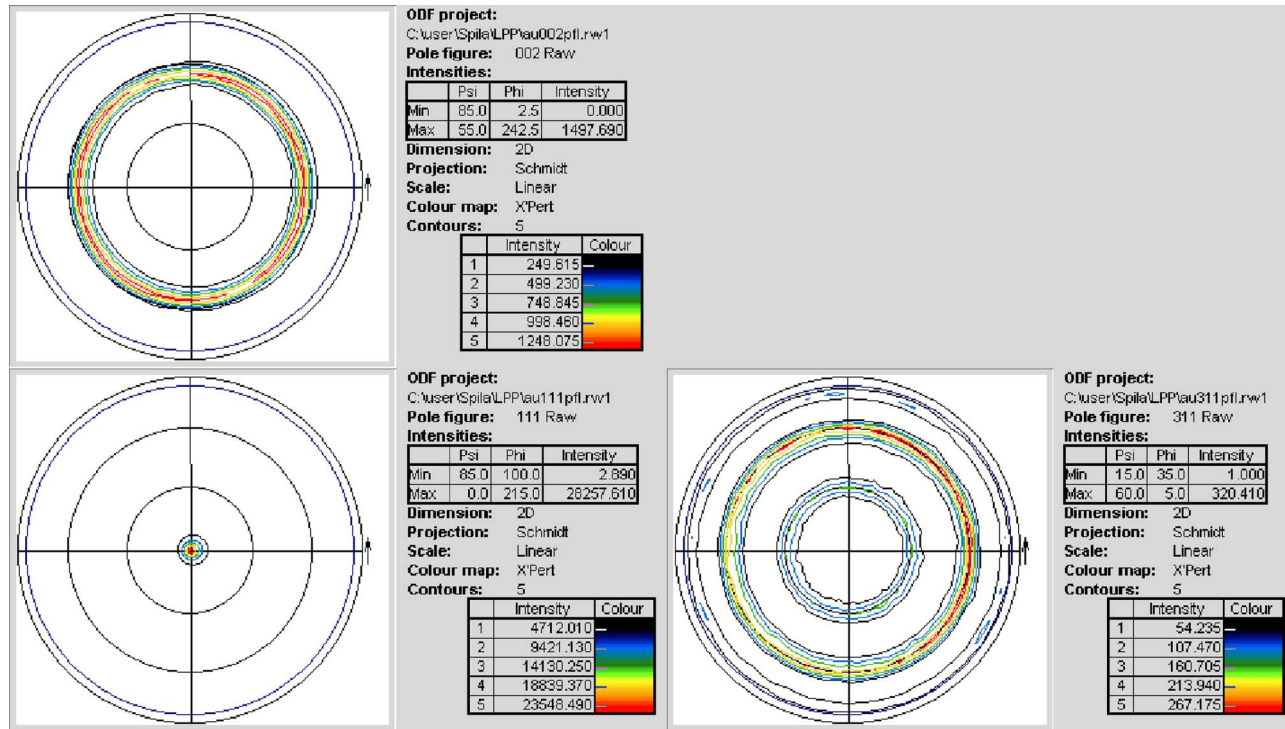 ODF project:
C:\user\Spila\LPP\au002pfl.rw1
Pole figure: 002 Raw
Intensities:
Psi Phi Intensity
Min 85.0 2.5 0.000
Max 55.0 242.5 1497.690
Dimension: 2D
Projection: Schmidt
Scale: Linear
Colour map: X'Pert
Contours: 5
Intensity Colour
1 249.615
2 499.230
3 748.845
4 998.460
5 1248.075
ODF project:
C:\user\Spila\LPP\au111pfl.rw1
Pole figure: 111 Raw
Intensities:
Psi Phi Intensity
Min 85.0 100.0 2.890
Max 0.0 215.0 28257.610
Dimension: 2D
Projection: Schmidt
Scale: Linear
Colour map: X'Pert
Contours: 5
Intensity Colour
1 4712.010
2 9421.130
3 14130.250
4 18839.370
5 23548.490
ODF project:
C:\user\Spila\LPP\au311pfl.rw1
Pole figure: 311 Raw
Intensities:
Psi Phi Intensity
Min 15.0 35.0 1.000
Max 60.0 5.0 320.410
Dimension: 2D
Projection: Schmidt
Scale: Linear
Colour map: X'Pert
Contours: 5
Intensity Colour
1 54.235
2 107.470
3 160.705
4 213.940
5 267.175